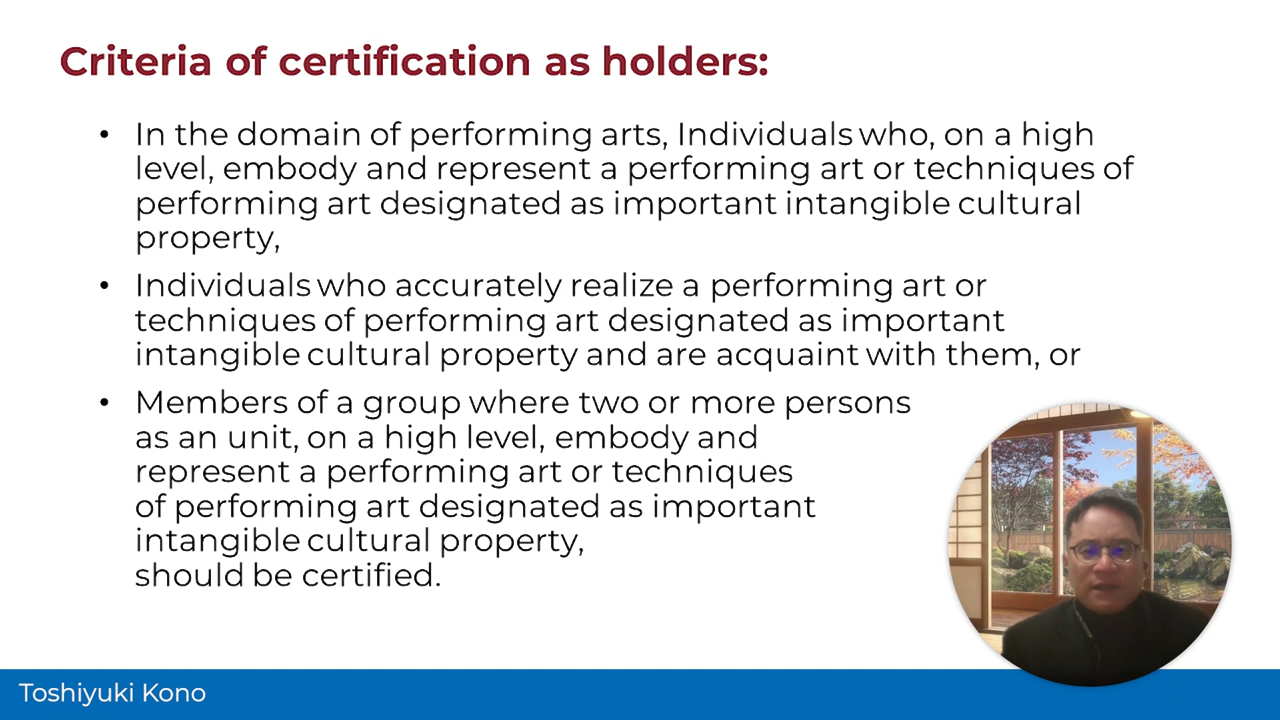 Criteria of certification as holders:
• In the domain of performing arts, Individuals who, on a high
level, embody and represent a performing art or techniques of
performing art designated as important intangible cultural
property,
• Individuals who accurately realize a performing art or
techniques of performing art designated as important
intangible cultural property and are acquaint with them, or
• Members of a group where two or more persons
as an unit, on a high level, embody and
represent a performing art or techniques
of performing art designated as important
intangible cultural property,
should be certified.
Toshiyuki Kono